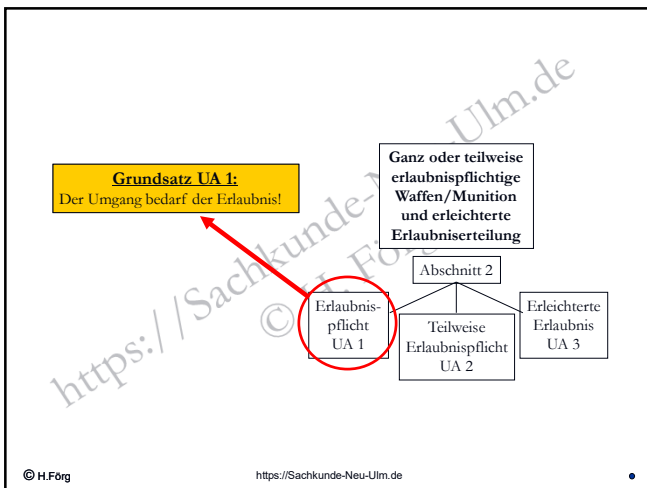 Ganz oder teilweise
erlaubnispflichtige
Waffen/Munition
und erleichterte
Erlaubniserteilung
Grundsatz UA 1:
Der Umgang bedarf der Erlaubnis!
Abschnitt 2
Erlaubnis-
pflicht
UA 1
Teilweise
Erlaubnispflicht
UA 2
Erleichterte
Erlaubnis
UA 3
https://Sachkunde-Neu-Ulm.de
© H. Förg
© H.Förg
https://Sachkunde-Neu-Ulm.de